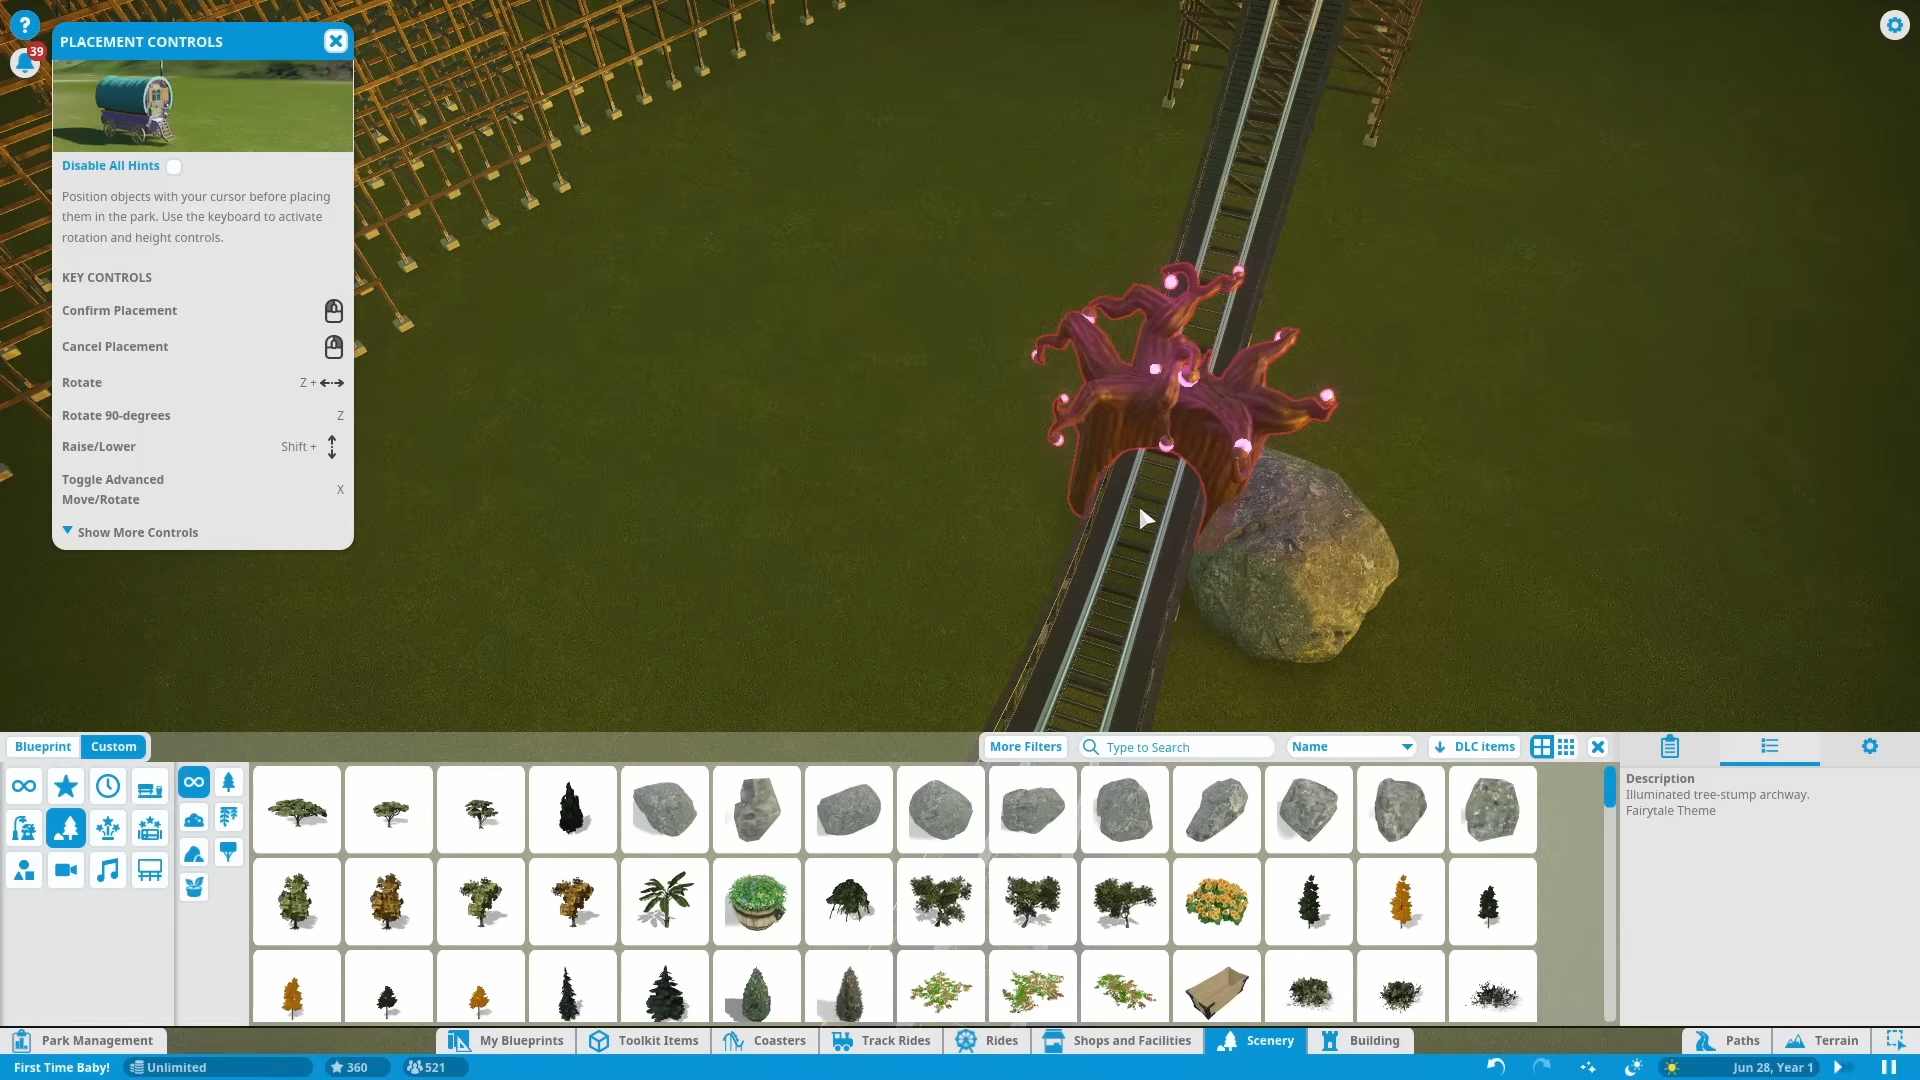 ?
39
PLACEMENT CONTROLS
Disable All Hints
Position objects with your cursor before placing
them in the park. Use the keyboard to activate
rotation and height controls.
KEY CONTROLS
Confirm Placement
Cancel Placement
Rotate Z +
Rotate 90-degrees Z
Raise/Lower Shift +
Toggle Advanced
Move/Rotate X
Show More Controls
Blueprint Custom
More Filters Type to Search Name DLC items
Description
Illuminated tree-stump archway.
Fairytale Theme
Park Management My Blueprints Toolkit Items Coasters Track Rides Rides Shops and Facilities Scenery Building Paths Terrain
First Time Baby! Unlimited 360 521 Jun 28, Year 1